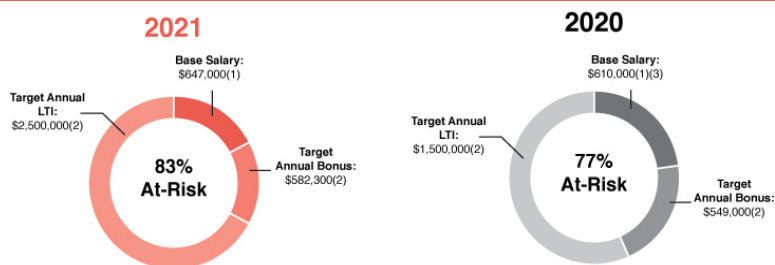 2021
Base Salary:
$647,000(1)
Target Annual
LTI:
$2,500,000(2)
83%
At-Risk
Target
Annual Bonus:
$582,300(2)
2020
Base Salary:
$610,000(1)(3)
Target Annual
LTI:
$1,500,000(2)
77%
At-Risk
Target
Annual Bonus:
$549,000(2)